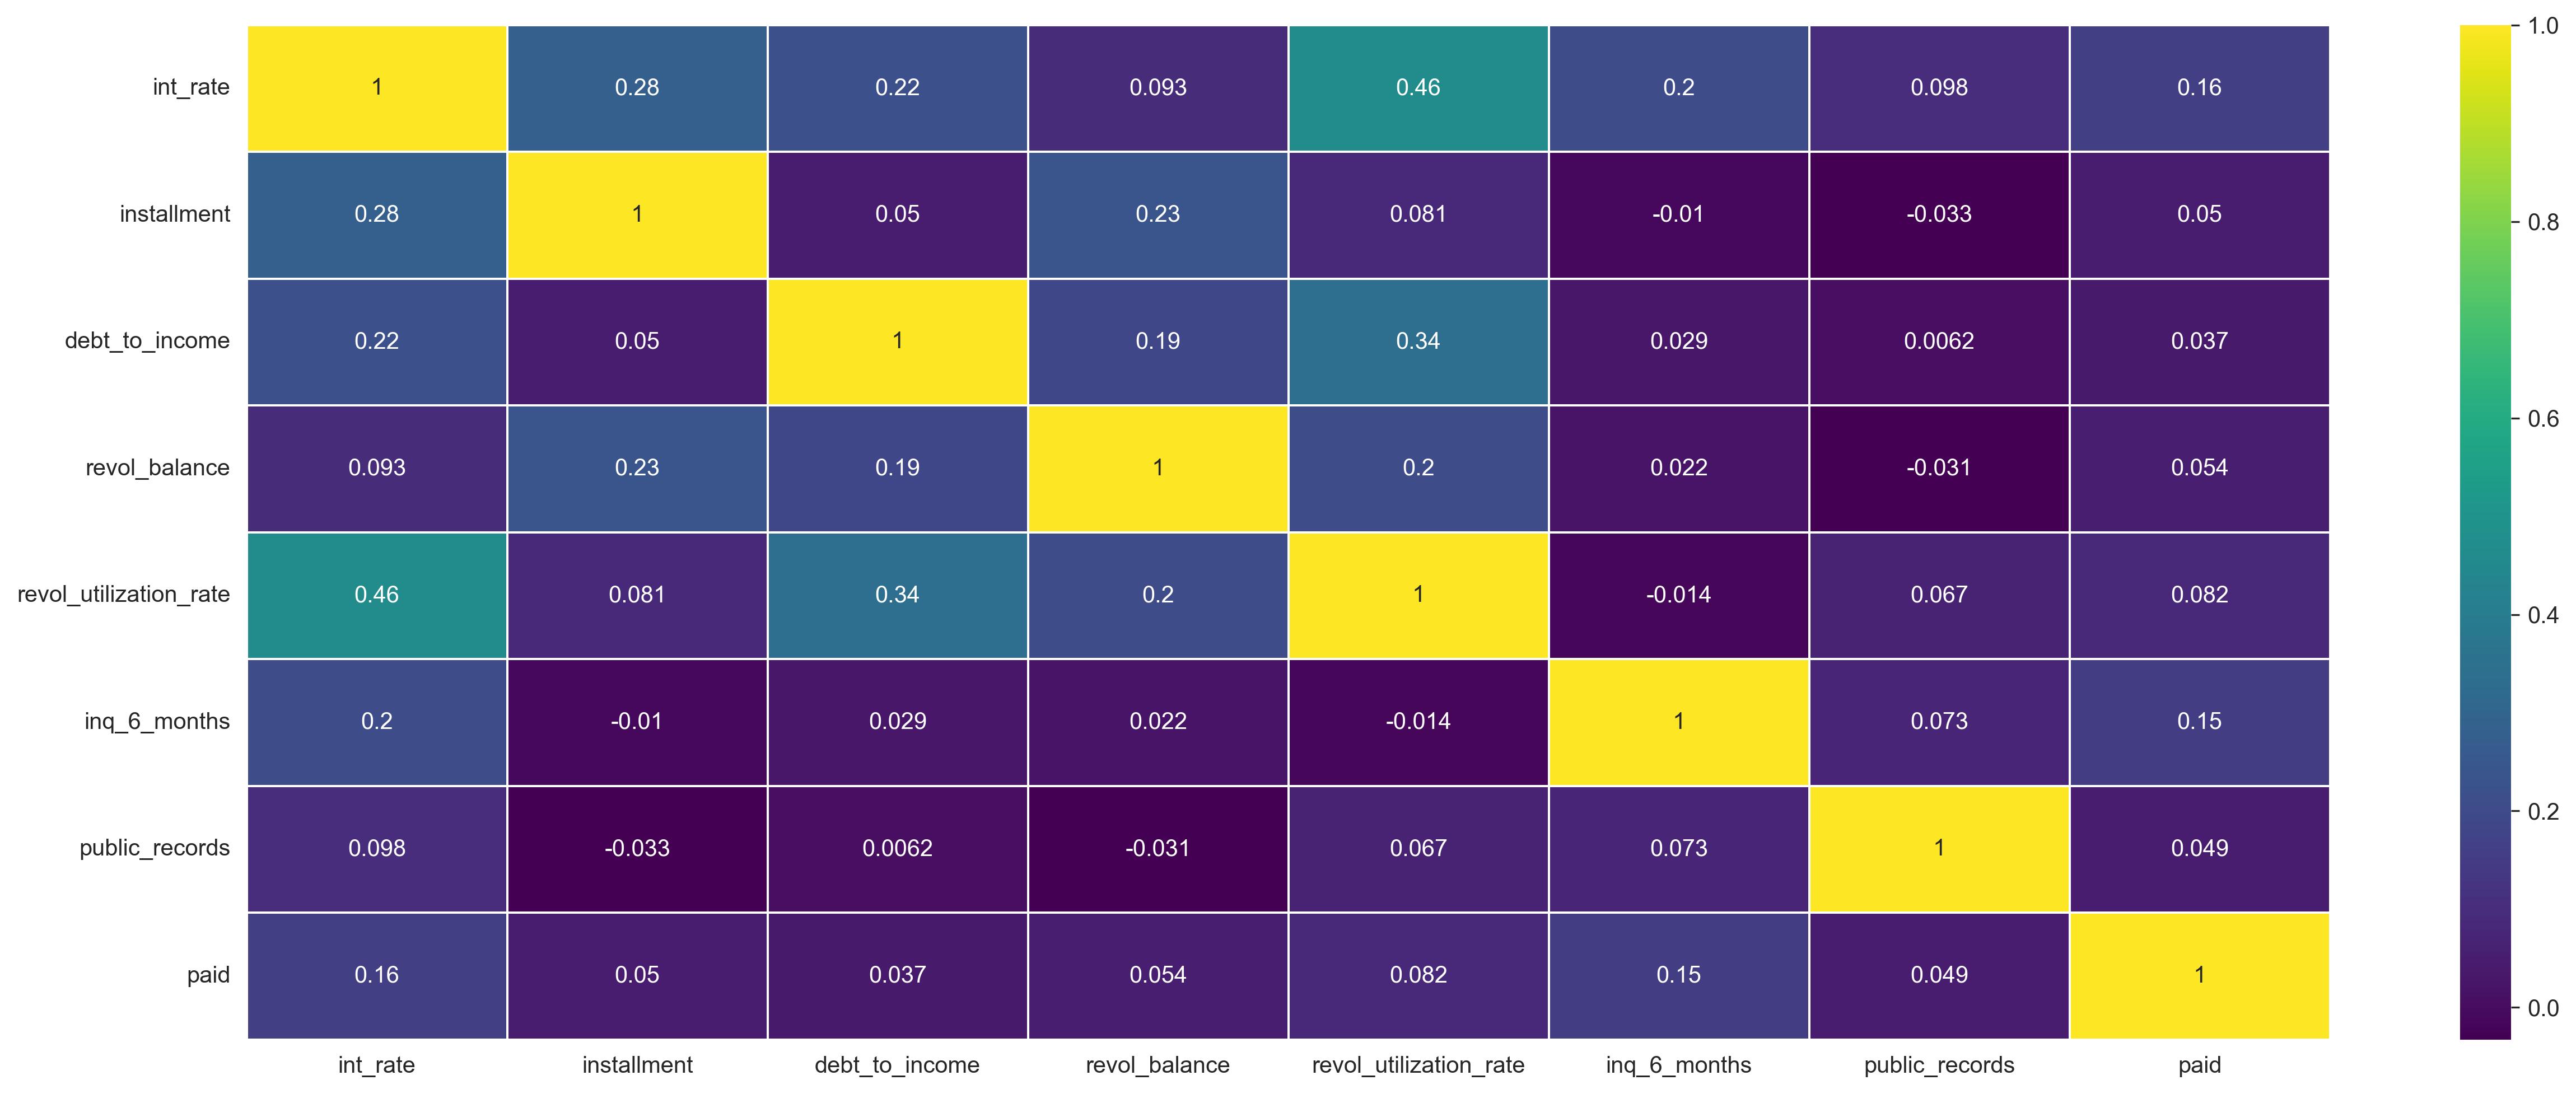 int_rate 1 0.28 0.22 0.093 0.46 0.2 0.098 0.16
installment 0.28 1 0.05 0.23 0.081 -0.01 -0.033 0.05
debt_to_income 0.22 0.05 1 0.19 0.34 0.029 0.0062 0.037
revol_balance 0.093 0.23 0.19 1 0.2 0.022 -0.031 0.054
revol_utilization_rate 0.46 0.081 0.34 0.2 1 -0.014 0.067 0.082
inq_6_months 0.2 -0.01 0.029 0.022 -0.014 1 0.073 0.15
public_records 0.098 -0.033 0.0062 -0.031 0.067 0.073 1 0.049
paid 0.16 0.05 0.037 0.054 0.082 0.15 0.049 1
int_rate installment debt_to_income revol_balance revol_utilization_rate inq_6_months public_records paid
1.0
0.8
0.6
0.4
0.2
0.0